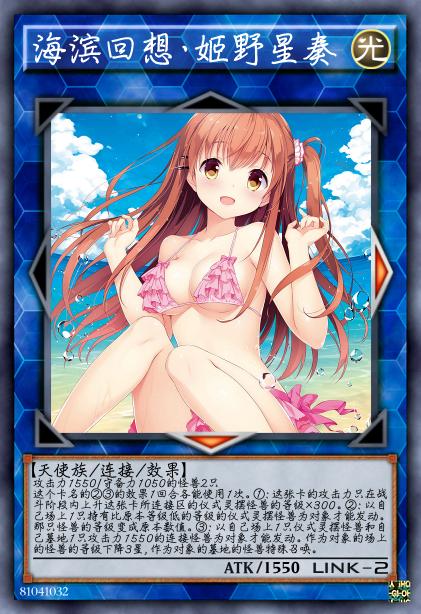 海滨回想·姬野星奏
光
【天使族/连接/效果】
攻击力1550/守备力1050的怪兽2只
这个卡名的②③的效果1回合各能使用1次。①：这张卡的攻击力只在战
斗阶段内上升这张卡所连接区的仪式灵摆怪兽的等级×300。②：以自
己场上1只持有比原本等级低的等级的仪式灵摆怪兽为对象才能发动。
那只怪兽的等级变成原本数值。③：以自己场上1只仪式灵摆怪兽和自
己墓地1只攻击力1550的连接怪兽为对象才能发动。作为对象的场上
的怪兽的等级下降3星，作为对象的墓地的怪兽特殊召唤。
ATK/1550 LINK-2
81041032